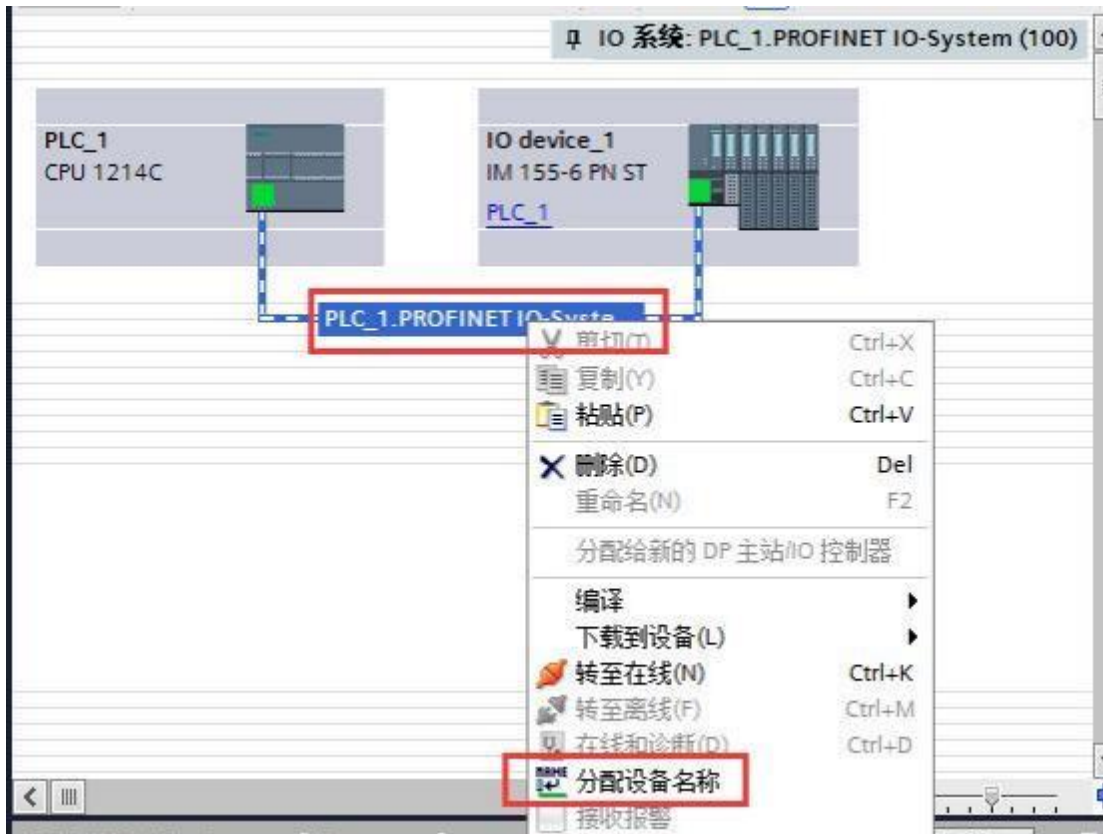 IO 系统: PLC_1.PROFINET IO-System (100)
PLC_1
CPU 1214C
IO device_1
IM 155-6 PN ST
PLC_1
PLC_1.PROFINET IO-Syste...
剪切(T) Ctrl+X
复制(Y) Ctrl+C
粘贴(P) Ctrl+V
删除(D) Del
重命名(N) F2
分配给新的 DP 主站/IO 控制器
编译
下载到设备(L)
转至在线(N) Ctrl+K
转至离线(F) Ctrl+M
在线和诊断(D) Ctrl+D
分配设备名称
接收报警